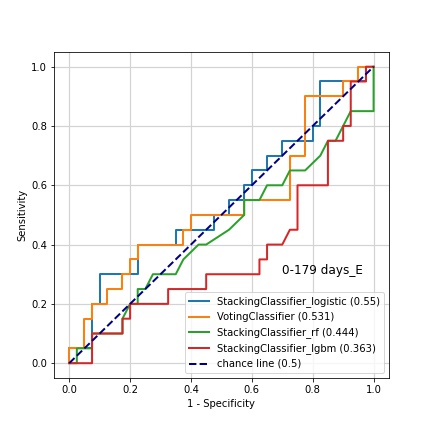 1.0
0.8
0.6
0.4
0.2
0.0
Sensitivity
0-179 days_E
StackingClassifier_logistic (0.55)
VotingClassifier (0.531)
StackingClassifier_rf (0.444)
StackingClassifier_lgbm (0.363)
chance line (0.5)
0.0 0.2 0.4 0.6 0.8 1.0
1 - Specificity